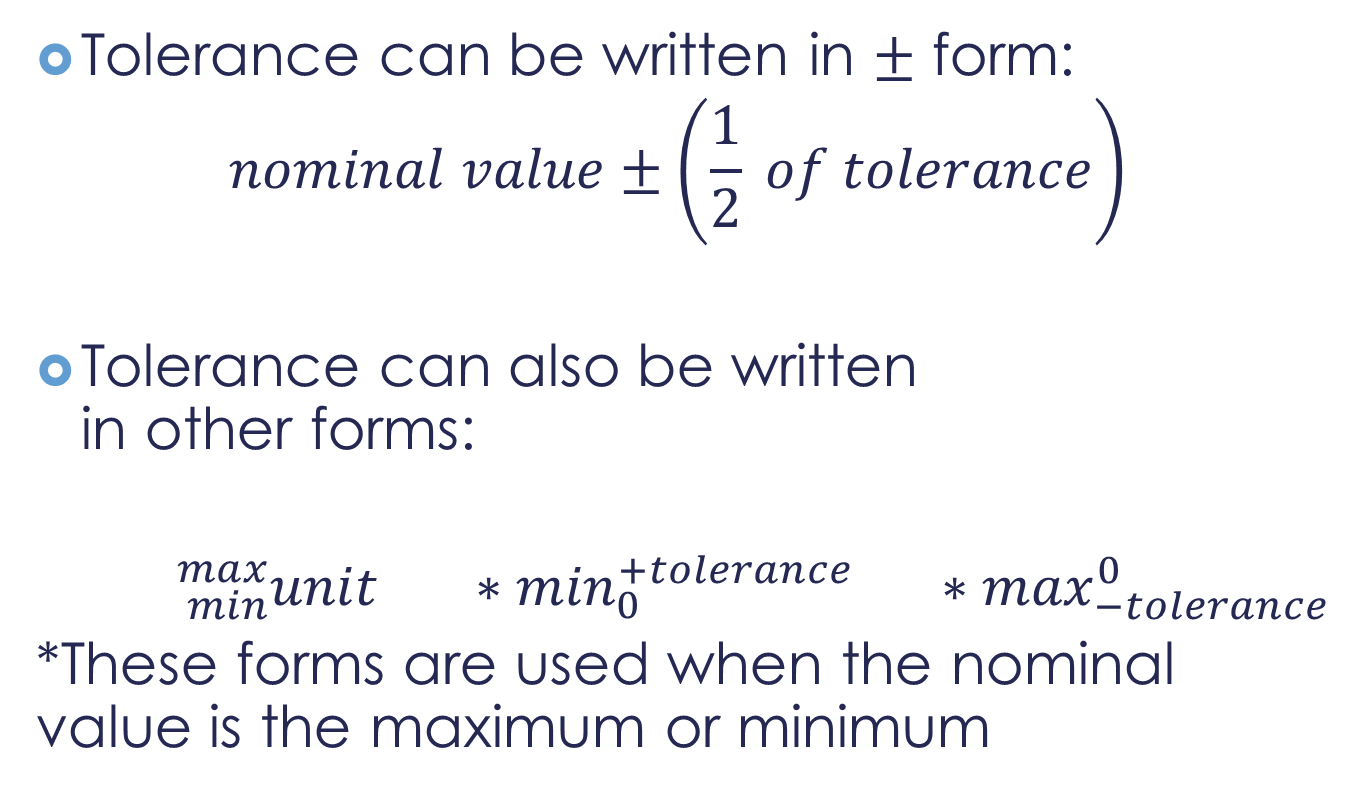 Tolerance can be written in ± form:
nominal value ± (1/2 of tolerance)
Tolerance can also be written
in other forms:
max min unit * min +tolerance 0 * max 0 −tolerance
*These forms are used when the nominal
value is the maximum or minimum